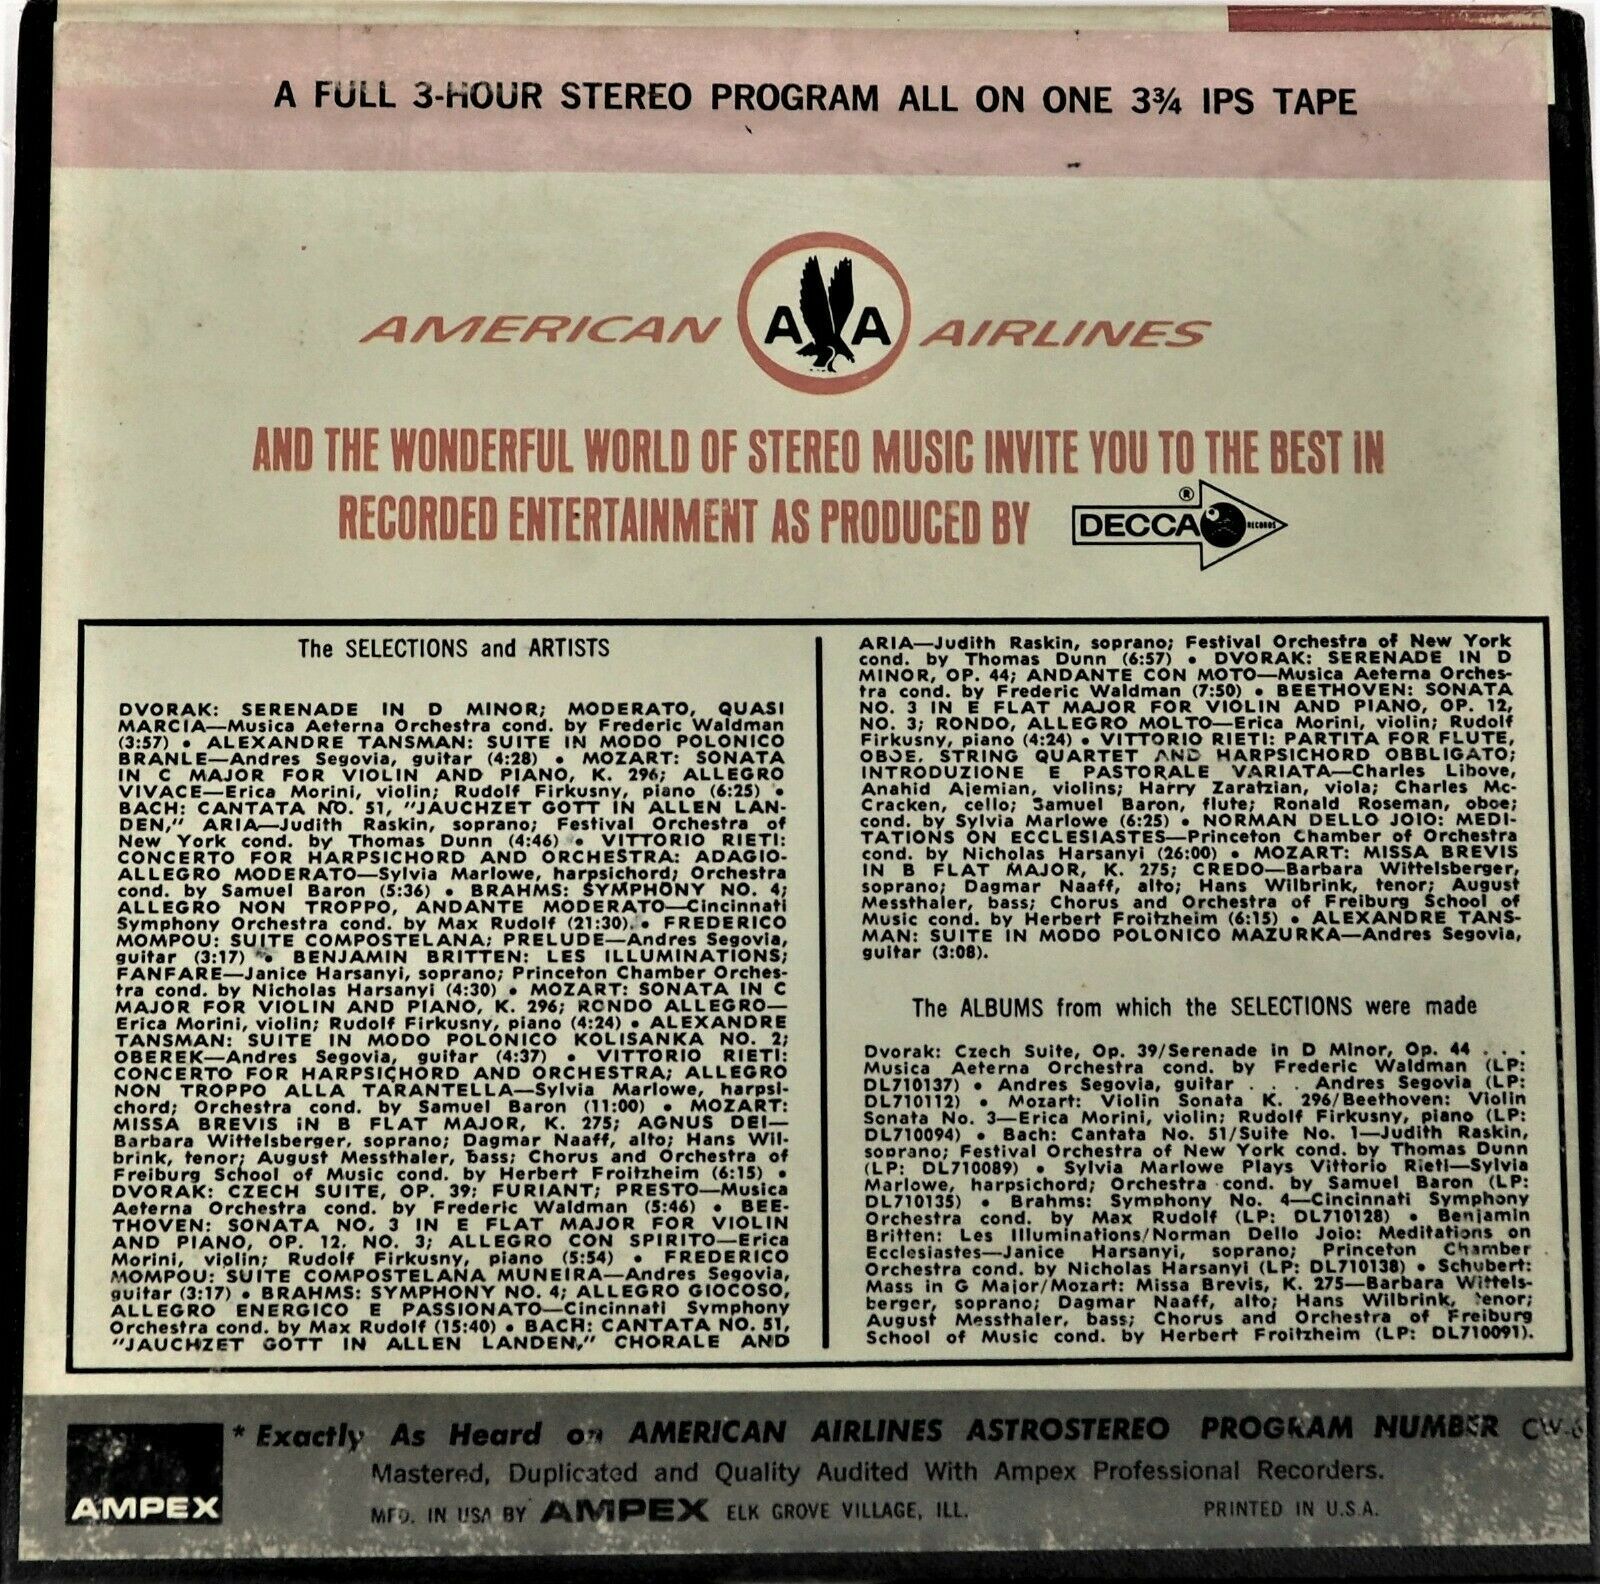 A FULL 3-HOUR STEREO PROGRAM ALL ON ONE 3¾ IPS TAPE
AMERICAN AA AIRLINES
AND THE WONDERFUL WORLD OF STEREO MUSIC INVITE YOU TO THE BEST IN
RECORDED ENTERTAINMENT AS PRODUCED BY DECCA ® RECORDS
The SELECTIONS and ARTISTS
DVORAK: SERENADE IN D MINOR; MODERATO, QUASI
MARCIA—Musica Aeterna Orchestra cond. by Frederic Waldman
(3:57) • ALEXANDRE TANSMAN: SUITE IN MODO POLONICO
BRANLE—Andres Segovia, guitar (4:28) • MOZART: SONATA
IN C MAJOR FOR VIOLIN AND PIANO, K. 296; ALLEGRO
VIVACE—Erica Morini, violin; Rudolf Firkusny, piano (6:25) •
BACH: CANTATA NO. 51, "JAUCHZET GOTT IN ALLEN LAN-
DEN," ARIA—Judith Raskin, soprano; Festival Orchestra of
New York cond. by Thomas Dunn (4:46) • VITTORIO RIETI:
CONCERTO FOR HARPSICHORD AND ORCHESTRA: ADAGIO-
ALLEGRO MODERATO—Sylvia Marlowe, harpsichord; Orchestra
cond. by Samuel Baron (5:36) • BRAHMS: SYMPHONY NO. 4;
ALLEGRO NON TROPPO, ANDANTE MODERATO—Cincinnati
Symphony Orchestra cond. by Max Rudolf (21:30). • FREDERICO
MOMPOU: SUITE COMPOSTELANA; PRELUDE—Andres Segovia,
guitar (3:17) • BENJAMIN BRITTEN: LES ILLUMINATIONS;
FANFARE—Janice Harsanyi, soprano; Princeton Chamber Orches-
tra cond. by Nicholas Harsanyi (4:30) • MOZART: SONATA IN C
MAJOR FOR VIOLIN AND PIANO, K. 296; RONDO ALLEGRO—
Erica Morini, violin; Rudolf Firkusny, piano (4:24) • ALEXANDRE
TANSMAN: SUITE IN MODO POLONICO KOLISANKA NO. 2;
OBEREK—Andres Segovia, guitar (4:37) • VITTORIO RIETI:
CONCERTO FOR HARPSICHORD AND ORCHESTRA; ALLEGRO
NON TROPPO ALLA TARANTELLA—Sylvia Marlowe, harpsi-
chord; Orchestra cond. by Samuel Baron (11:00) • MOZART:
MISSA BREVIS IN B FLAT MAJOR, K. 275; AGNUS DEI—
Barbara Wittelsberger, soprano; Dagmar Naaff, alto; Hans Wil-
brink, tenor; August Messthaler, bass; Chorus and Orchestra of
Freiburg School of Music cond. by Herbert Froitzheim (6:15) •
DVORAK: CZECH SUITE, OP. 39; FURIANT; PRESTO—Musica
Aeterna Orchestra cond. by Frederic Waldman (5:46) • BEE-
THOVEN: SONATA NO. 3 IN E FLAT MAJOR FOR VIOLIN
AND PIANO, OP. 12, NO. 3; ALLEGRO CON SPIRITO—Erica
Morini, violin; Rudolf Firkusny, piano (5:54) • FREDERICO
MOMPOU: SUITE COMPOSTELANA MUNEIRA—Andres Segovia,
guitar (3:17) • BRAHMS: SYMPHONY NO. 4; ALLEGRO GIOCOSO,
ALLEGRO ENERGICO E PASSIONATO—Cincinnati Symphony
Orchestra cond. by Max Rudolf (15:40) • BACH: CANTATA NO. 51,
"JAUCHZET GOTT IN ALLEN LANDEN," CHORALE AND
ARIA—Judith Raskin, soprano; Festival Orchestra of New York
cond. by Thomas Dunn (6:57) • DVORAK: SERENADE IN D
MINOR, OP. 44; ANDANTE CON MOTO—Musica Aeterna Orches-
tra cond. by Frederic Waldman (7:50) • BEETHOVEN: SONATA
NO. 3 IN E FLAT MAJOR FOR VIOLIN AND PIANO, OP. 12,
NO. 3; RONDO, ALLEGRO MOLTO—Erica Morini, violin; Rudolf
Firkusny, piano (4:24) • VITTORIO RIETI: PARTITA FOR FLUTE,
OBOE, STRING QUARTET AND HARPSICHORD OBBLIGATO;
INTRODUZIONE E PASTORALE VARIATA—Charles Libove,
Anahid Ajemian, violins; Harry Zaratzian, viola; Charles Mc-
Cracken, cello; Samuel Baron, flute; Ronald Roseman, oboe;
cond. by Sylvia Marlowe (6:25) • NORMAN DELLO JOIO: MEDI-
TATIONS ON ECCLESIASTES—Princeton Chamber of Orchestra
cond. by Nicholas Harsanyi (26:00) • MOZART: MISSA BREVIS
IN B FLAT MAJOR, K. 275; CREDO—Barbara Wittelsberger,
soprano; Dagmar Naaff, alto; Hans Wilbrink, tenor; August
Messthaler, bass; Chorus and Orchestra of Freiburg School of
Music cond. by Herbert Froitzheim (6:15) • ALEXANDRE TANS-
MAN: SUITE IN MODO POLONICO MAZURKA—Andres Segovia,
guitar (3:08).
The ALBUMS from which the SELECTIONS were made
Dvorak: Czech Suite, Op. 39/Serenade in D Minor, Op. 44 . . .
Musica Aeterna Orchestra cond. by Frederic Waldman (LP:
DL710137) • Andres Segovia, guitar . . . Andres Segovia (LP:
DL710112) • Mozart: Violin Sonata K. 296/Beethoven: Violin
Sonata No. 3—Erica Morini, violin; Rudolf Firkusny, piano (LP:
DL710094) • Bach: Cantata No. 51/Suite No. 1—Judith Raskin,
soprano; Festival Orchestra of New York cond. by Thomas Dunn
(LP: DL710089) • Sylvia Marlowe Plays Vittorio Rieti—Sylvia
Marlowe, harpsichord; Orchestra cond. by Samuel Baron (LP:
DL710135) • Brahms: Symphony No. 4—Cincinnati Symphony
Orchestra cond. by Max Rudolf (LP: DL710128) • Benjamin
Britten: Les Illuminations/Norman Dello Joio: Meditations on
Ecclesiastes—Janice Harsanyi, soprano; Princeton Chamber
Orchestra cond. by Nicholas Harsanyi (LP: DL710138) • Schubert:
Mass in G Major/Mozart: Missa Brevis, K. 275—Barbara Wittels-
berger, soprano; Dagmar Naaff, alto; Hans Wilbrink, tenor;
August Messthaler, bass; Chorus and Orchestra of Freiburg
School of Music cond. by Herbert Froitzheim (LP: DL710091).
* Exactly As Heard on AMERICAN AIRLINES ASTROSTEREO PROGRAM NUMBER CW-6
Mastered, Duplicated and Quality Audited With Ampex Professional Recorders.
AMPEX
MFD. IN USA BY AMPEX ELK GROVE VILLAGE, ILL. PRINTED IN U.S.A.